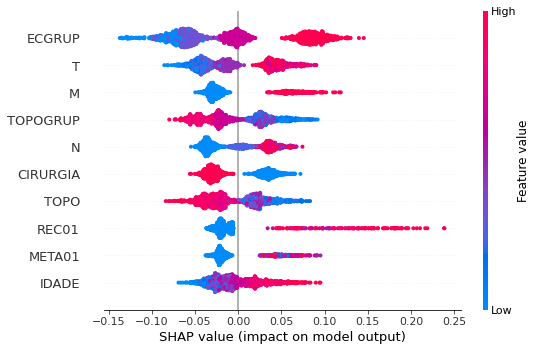 High
ECGRUP
T
M
TOPOGRUP
N
CIRURGIA
TOPO
REC01
META01
IDADE
Feature value
Low
−0.15 −0.10 −0.05 0.00 0.05 0.10 0.15 0.20 0.25
SHAP value (impact on model output)